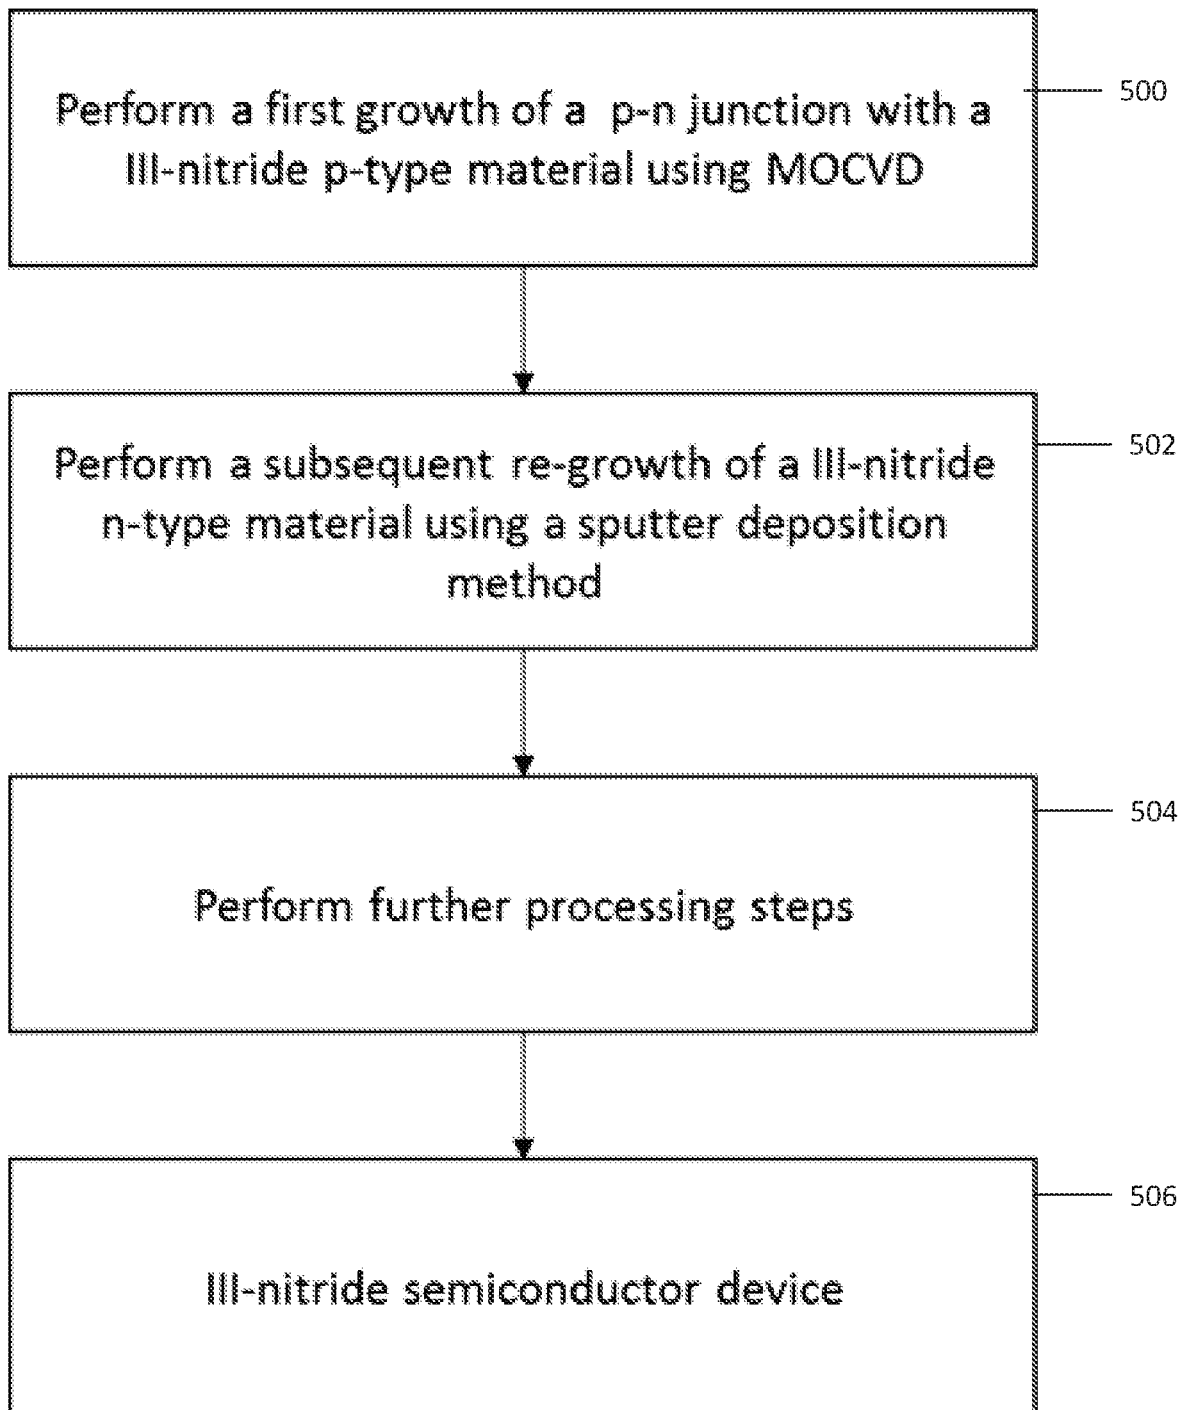 Perform a first growth of a p-n junction with a
III-nitride p-type material using MOCVD
500
Perform a subsequent re-growth of a III-nitride
n-type material using a sputter deposition
method
502
Perform further processing steps
504
III-nitride semiconductor device
506